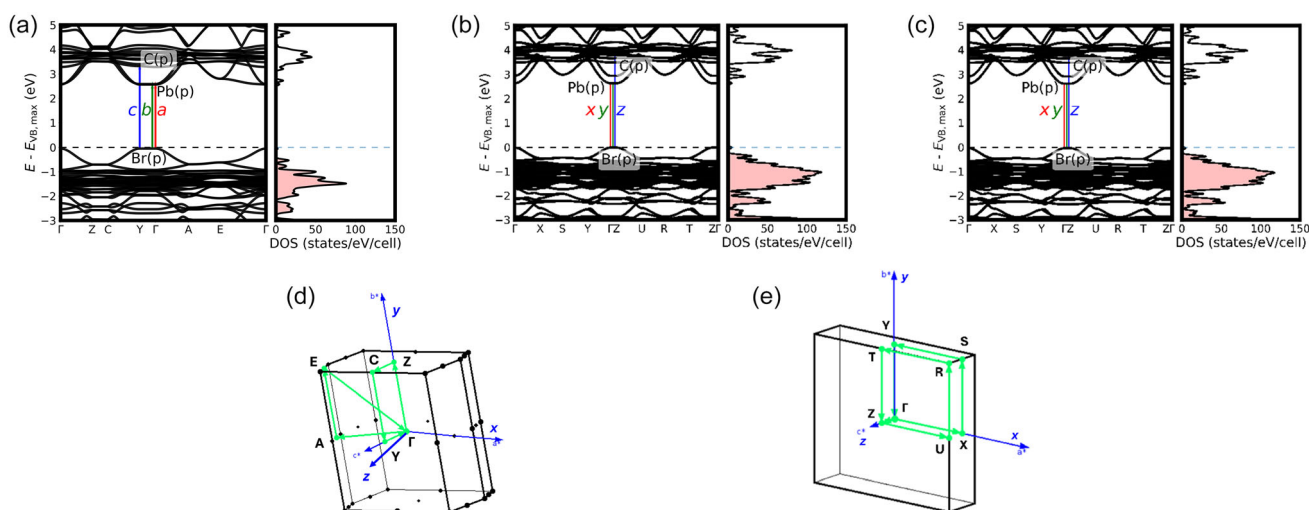 (a)
5
4
3
2
1
0
−1
−2
−3
E - E_VB,max (eV)
C(p)
Pb(p)
c b a
Br(p)
Γ Z C Y Γ A E Γ
0 50 100 150
DOS (states/eV/cell)
(b)
5
4
3
2
1
0
−1
−2
−3
E - E_VB,max (eV)
C(p)
Pb(p)
x y z
Br(p)
Γ X S Y ΓZ U R T ZΓ
0 50 100 150
DOS (states/eV/cell)
(c)
5
4
3
2
1
0
−1
−2
−3
E - E_VB,max (eV)
C(p)
Pb(p)
x y z
Br(p)
Γ X S Y ΓZ U R T ZΓ
0 50 100 150
DOS (states/eV/cell)
(d)
b*
y
E C Z
x
a*
A
Γ
c*
Y
z
(e)
b*
y
Y
S
T
R
Z
Γ
c*
z
x
a*
U
X